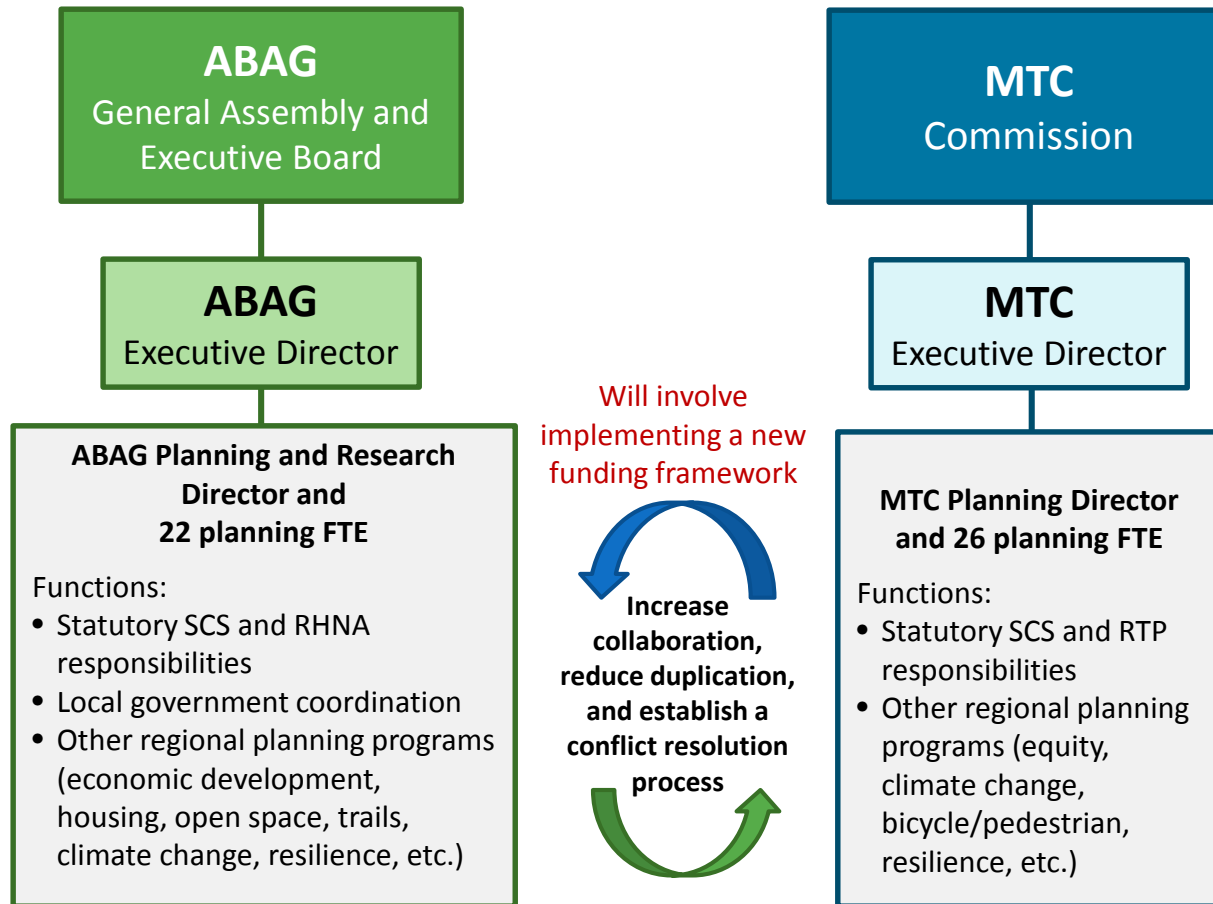 ABAG
General Assembly and
Executive Board
ABAG
Executive Director
ABAG Planning and Research
Director and
22 planning FTE
Functions:
• Statutory SCS and RHNA
responsibilities
• Local government coordination
• Other regional planning programs
(economic development,
housing, open space, trails,
climate change, resilience, etc.)
Will involve
implementing a new
funding framework
Increase
collaboration,
reduce duplication,
and establish a
conflict resolution
process
MTC
Commission
MTC
Executive Director
MTC Planning Director
and 26 planning FTE
Functions:
• Statutory SCS and RTP
responsibilities
• Other regional planning
programs (equity,
climate change,
bicycle/pedestrian,
resilience, etc.)